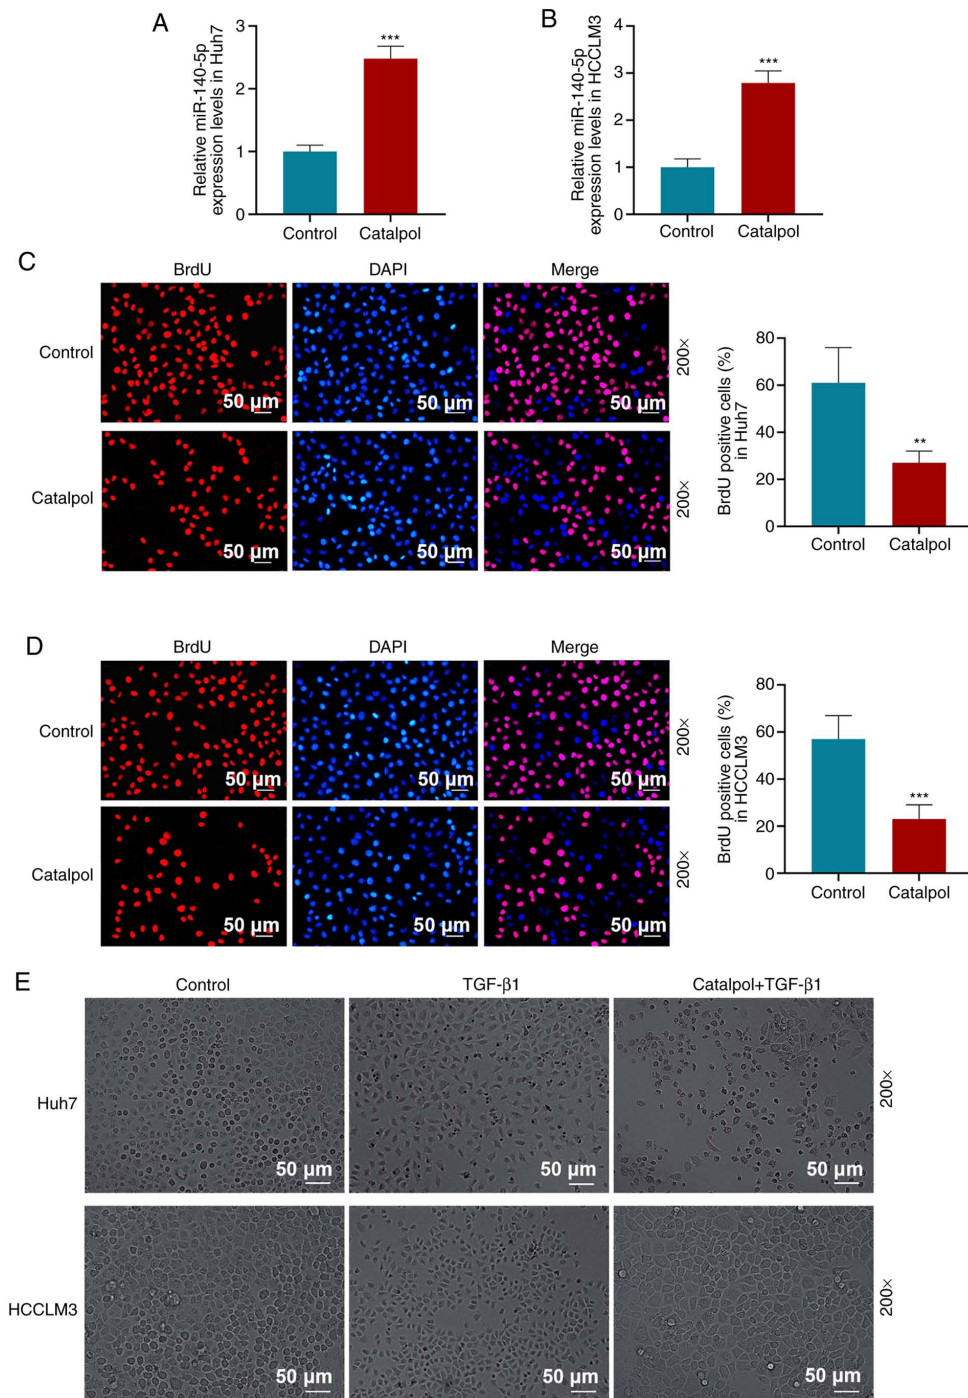 A
Relative miR-140-5p
expression levels in Huh7
3
2
1
0
***
Control
Catalpol
B
Relative miR-140-5p
expression levels in HCCLM3
4
3
2
1
0
***
Control
Catalpol
C
BrdU
DAPI
Merge
Control
50 µm
50 µm
50 µm
200×
Catalpol
50 µm
50 µm
50 µm
200×
BrdU positive cells (%)
in Huh7
80
60
40
20
0
**
Control
Catalpol
D
BrdU
DAPI
Merge
Control
50 µm
50 µm
50 µm
200×
Catalpol
50 µm
50 µm
50 µm
200×
BrdU positive cells (%)
in HCCLM3
80
60
40
20
0
***
Control
Catalpol
E
Control
TGF-β1
Catalpol+TGF-β1
Huh7
50 µm
50 µm
50 µm
200×
HCCLM3
50 µm
50 µm
50 µm
200×